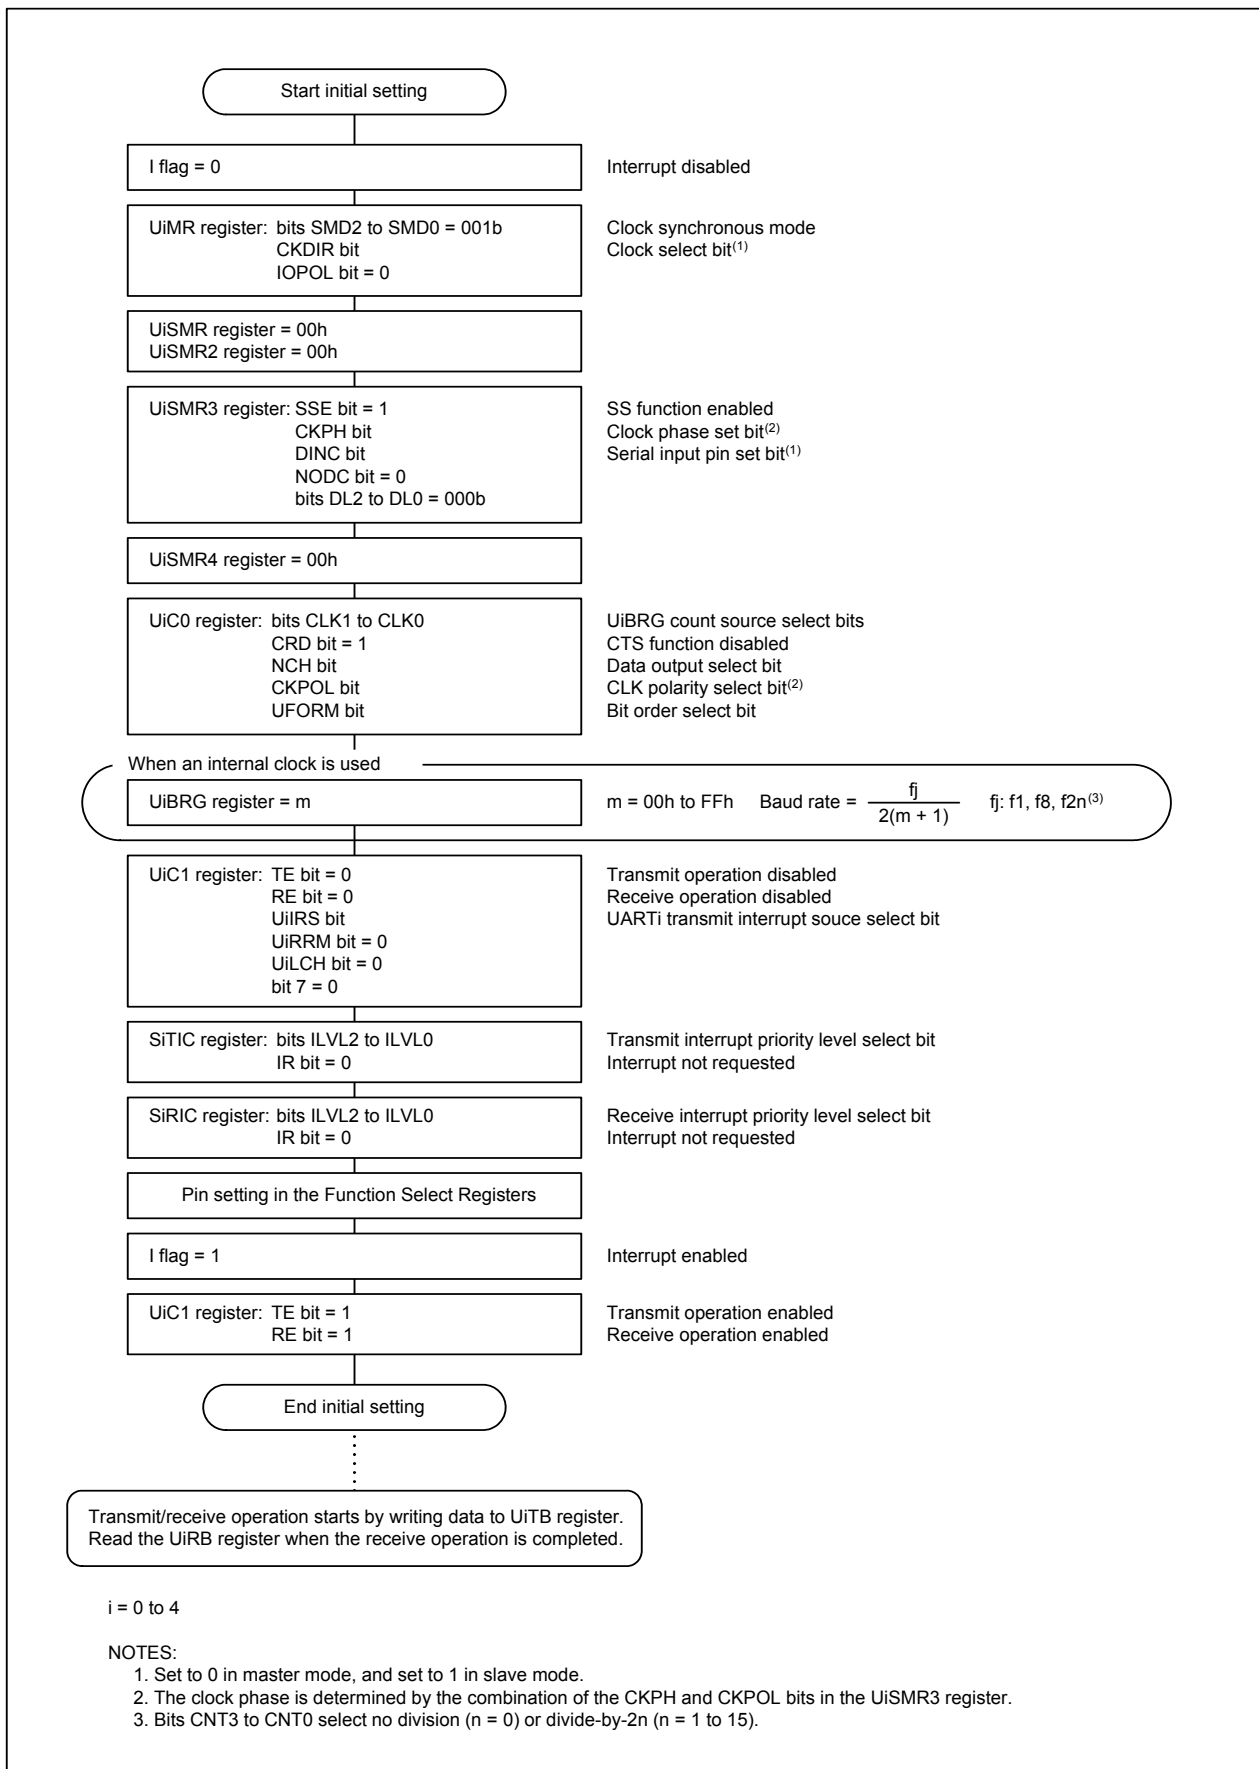 Start initial setting
I flag = 0 Interrupt disabled
UiMR register: bits SMD2 to SMD0 = 001b Clock synchronous mode
CKDIR bit Clock select bit(1)
IOPOL bit = 0
UiSMR register = 00h
UiSMR2 register = 00h
UiSMR3 register: SSE bit = 1 SS function enabled
CKPH bit Clock phase set bit(2)
DINC bit Serial input pin set bit(1)
NODC bit = 0
bits DL2 to DL0 = 000b
UiSMR4 register = 00h
UiC0 register: bits CLK1 to CLK0 UiBRG count source select bits
CRD bit = 1 CTS function disabled
NCH bit Data output select bit
CKPOL bit CLK polarity select bit(2)
UFORM bit Bit order select bit
When an internal clock is used
UiBRG register = m m = 00h to FFh Baud rate = fj / 2(m + 1) fj: f1, f8, f2n(3)
UiC1 register: TE bit = 0 Transmit operation disabled
RE bit = 0 Receive operation disabled
UiIRS bit UARTi transmit interrupt souce select bit
UiRRM bit = 0
UiLCH bit = 0
bit 7 = 0
SiTIC register: bits ILVL2 to ILVL0 Transmit interrupt priority level select bit
IR bit = 0 Interrupt not requested
SiRIC register: bits ILVL2 to ILVL0 Receive interrupt priority level select bit
IR bit = 0 Interrupt not requested
Pin setting in the Function Select Registers
I flag = 1 Interrupt enabled
UiC1 register: TE bit = 1 Transmit operation enabled
RE bit = 1 Receive operation enabled
End initial setting
Transmit/receive operation starts by writing data to UiTB register.
Read the UiRB register when the receive operation is completed.
i = 0 to 4
NOTES:
1. Set to 0 in master mode, and set to 1 in slave mode.
2. The clock phase is determined by the combination of the CKPH and CKPOL bits in the UiSMR3 register.
3. Bits CNT3 to CNT0 select no division (n = 0) or divide-by-2n (n = 1 to 15).